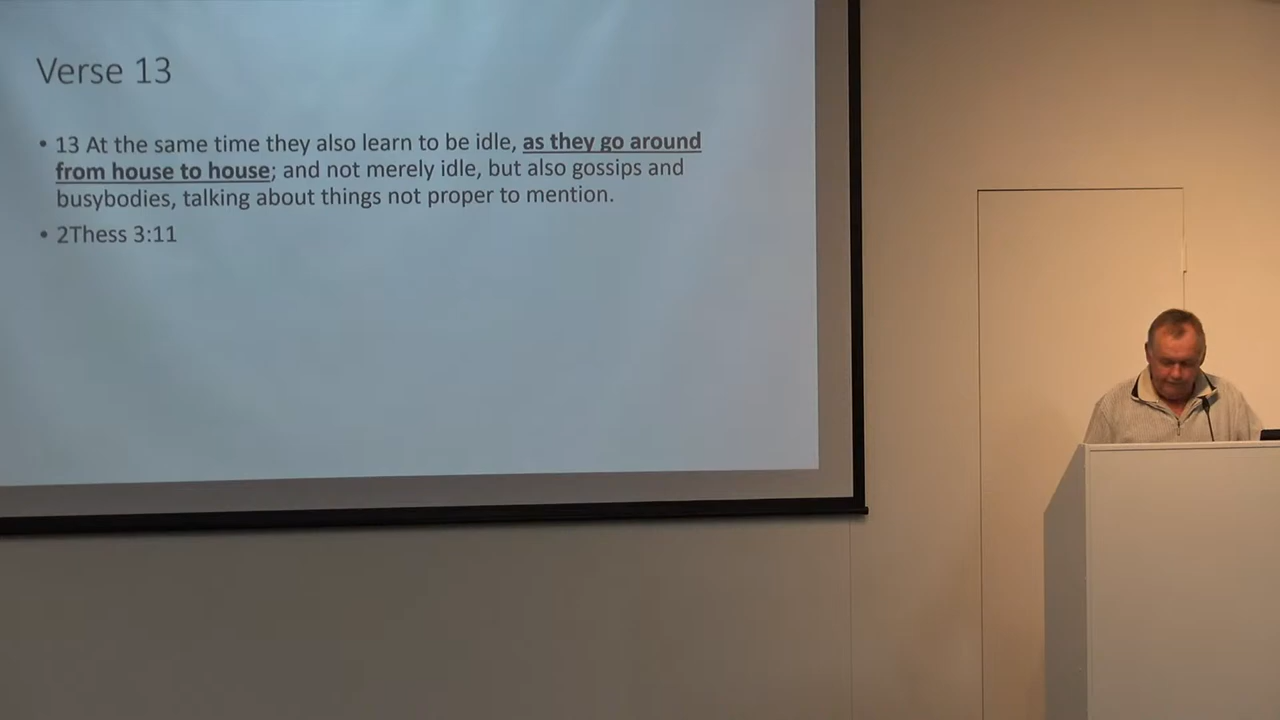 Verse 13
• 13 At the same time they also learn to be idle, as they go around
from house to house; and not merely idle, but also gossips and
busybodies, talking about things not proper to mention.
• 2Thess 3:11